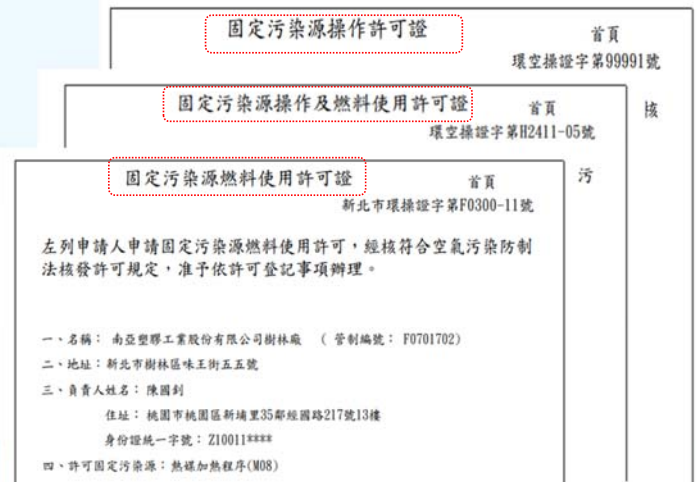 固定污染源操作許可證
首頁
環空操證字第99991號
固定污染源操作及燃料使用許可證
首頁
核
環空操證字第H2411-05號
固定污染源燃料使用許可證
首頁
污
新北市環操證字第F0300-11號
左列申請人申請固定污染源燃料使用許可,經核符合空氣污染防制
法核發許可規定,准予依許可登記事項辦理。
一、名稱: 南亞塑膠工業股份有限公司樹林廠 ( 管制編號: F0701702)
二、地址:新北市樹林區味王街五五號
三、負責人姓名:陳國釗
住址:桃園市桃園區新埔里35鄰經國路217號13樓
身份證統一字號:Z10011****
四、許可固定污染源:熱媒加熱程序(M08)